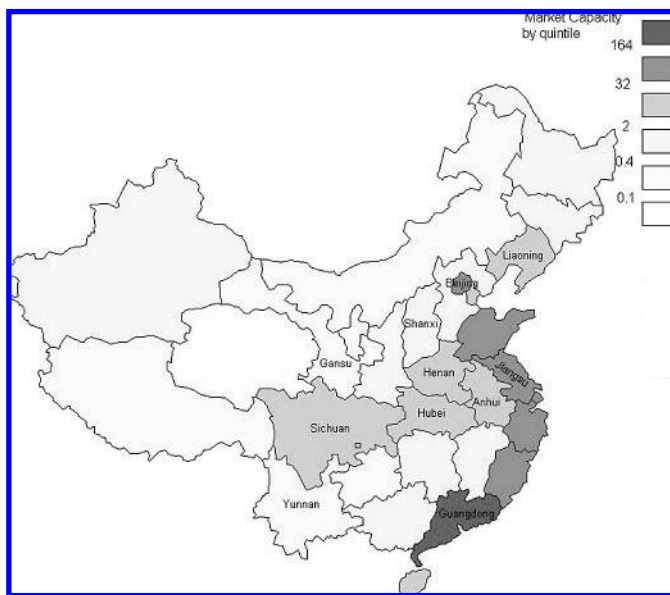 Market Capacity
by quintile
164
32
2
0.4
0.1
Liaoning
Beijing
Shanxi
Gansu
Henan
Jiangsu
Anhui
Hubei
Sichuan
Yunnan
Guangdong